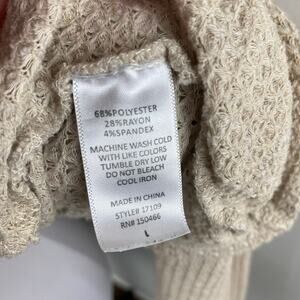 68%POLYESTER
28%RAYON
4%SPANDEX
MACHINE WASH COLD
WITH LIKE COLORS
TUMBLE DRY LOW
DO NOT BLEACH
COOL IRON
MADE IN CHINA
STYLE# 17109
RN# 150466
L